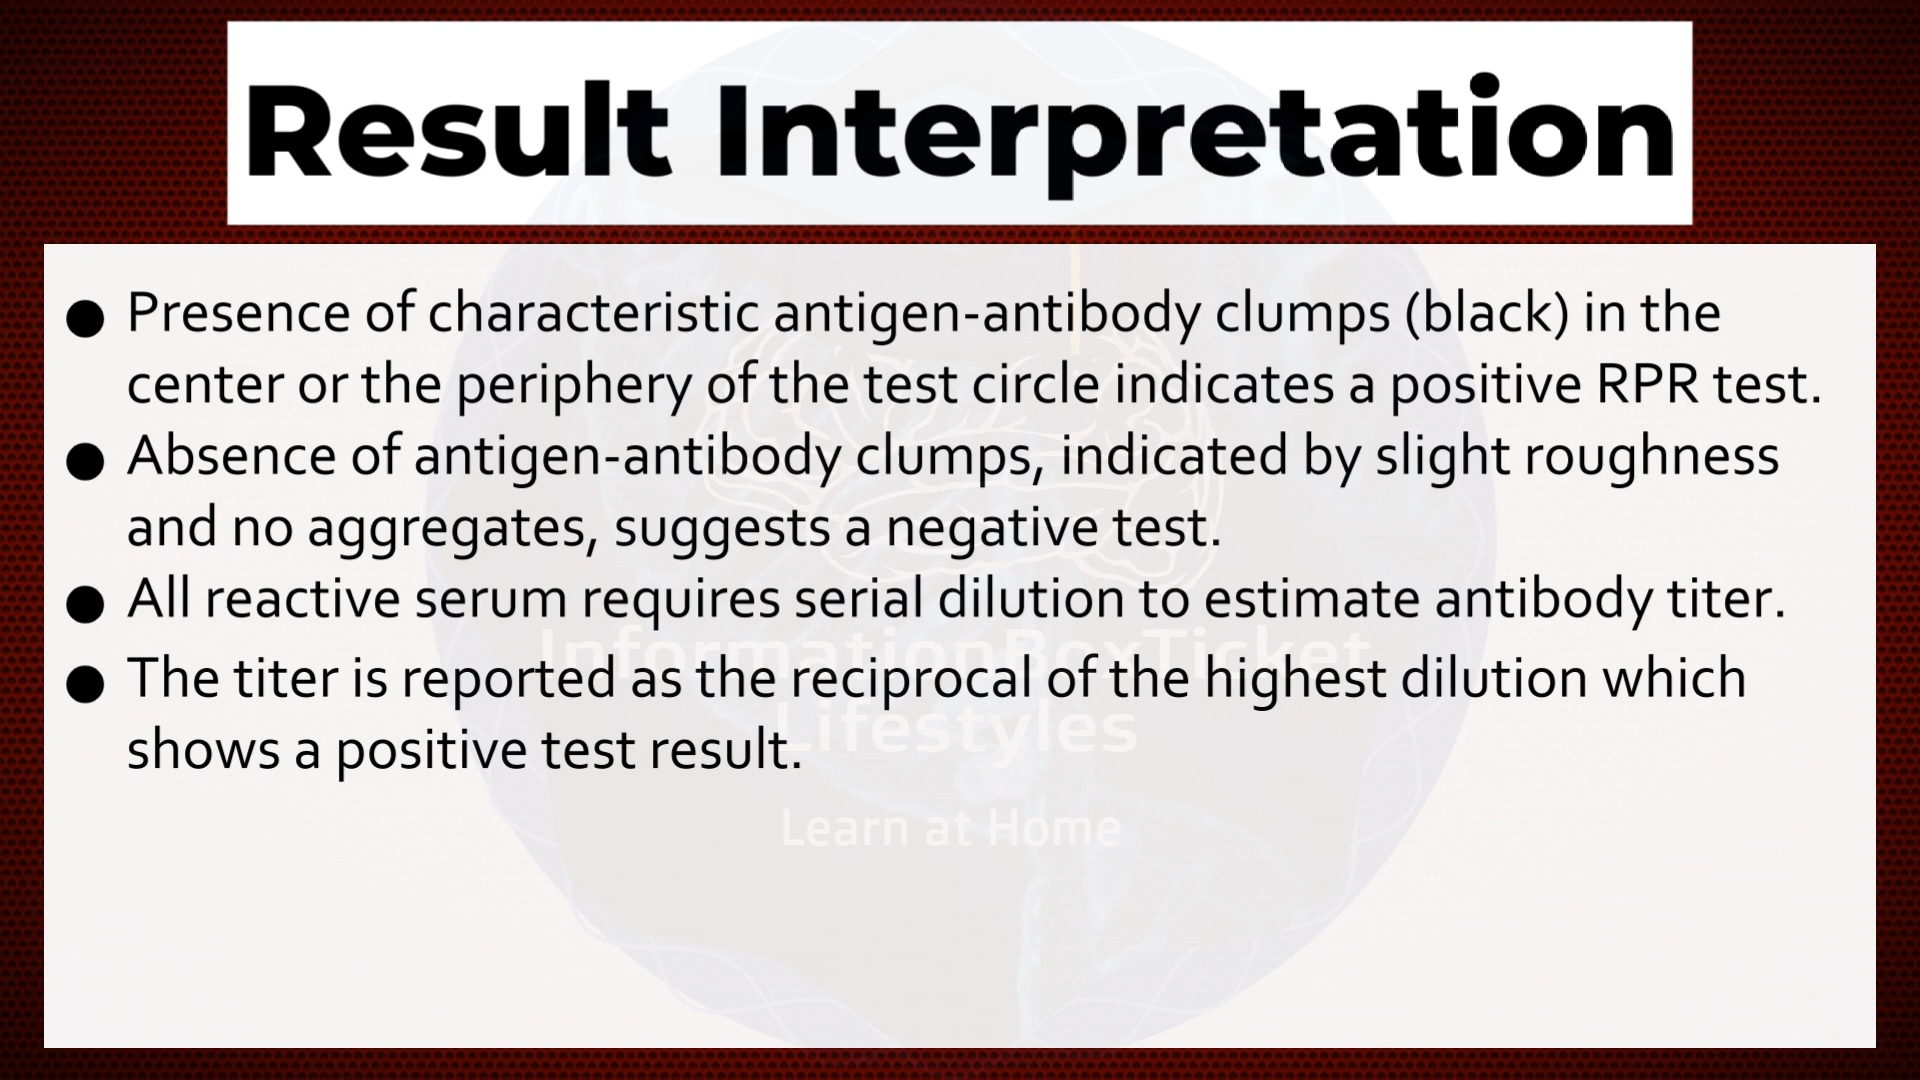 Result Interpretation
● Presence of characteristic antigen-antibody clumps (black) in the
center or the periphery of the test circle indicates a positive RPR test.
● Absence of antigen-antibody clumps, indicated by slight roughness
and no aggregates, suggests a negative test.
● All reactive serum requires serial dilution to estimate antibody titer.
InformationBoxTicket
● The titer is reported as the reciprocal of the highest dilution which
Lifestyles
shows a positive test result.
Learn at Home